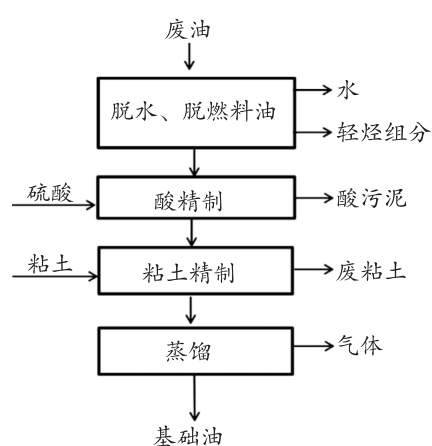 废油
脱水、脱燃料油
水
轻烃组分
硫酸
酸精制
酸污泥
粘土
粘土精制
废粘土
蒸馏
气体
基础油